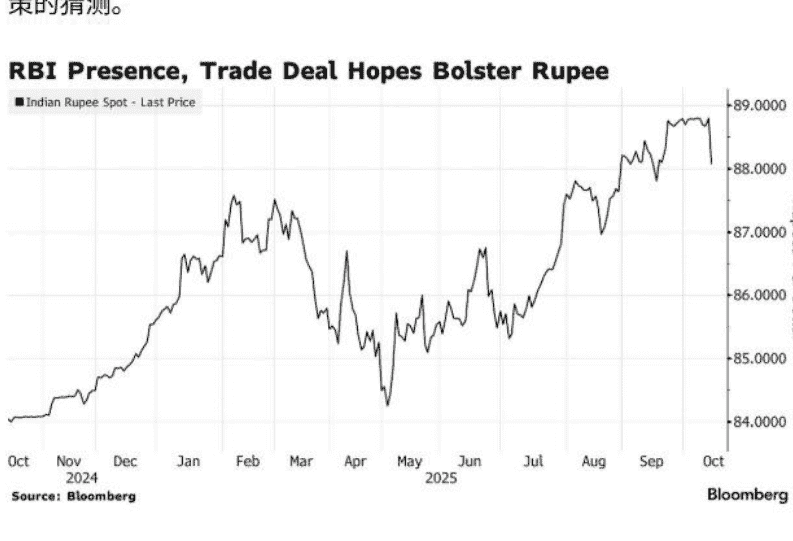 策的猜测。
RBI Presence, Trade Deal Hopes Bolster Rupee
Indian Rupee Spot - Last Price
89.0000
88.0000
87.0000
86.0000
85.0000
84.0000
Oct Nov Dec Jan Feb Mar Apr May Jun Jul Aug Sep Oct
2024 2025
Source: Bloomberg
Bloomberg